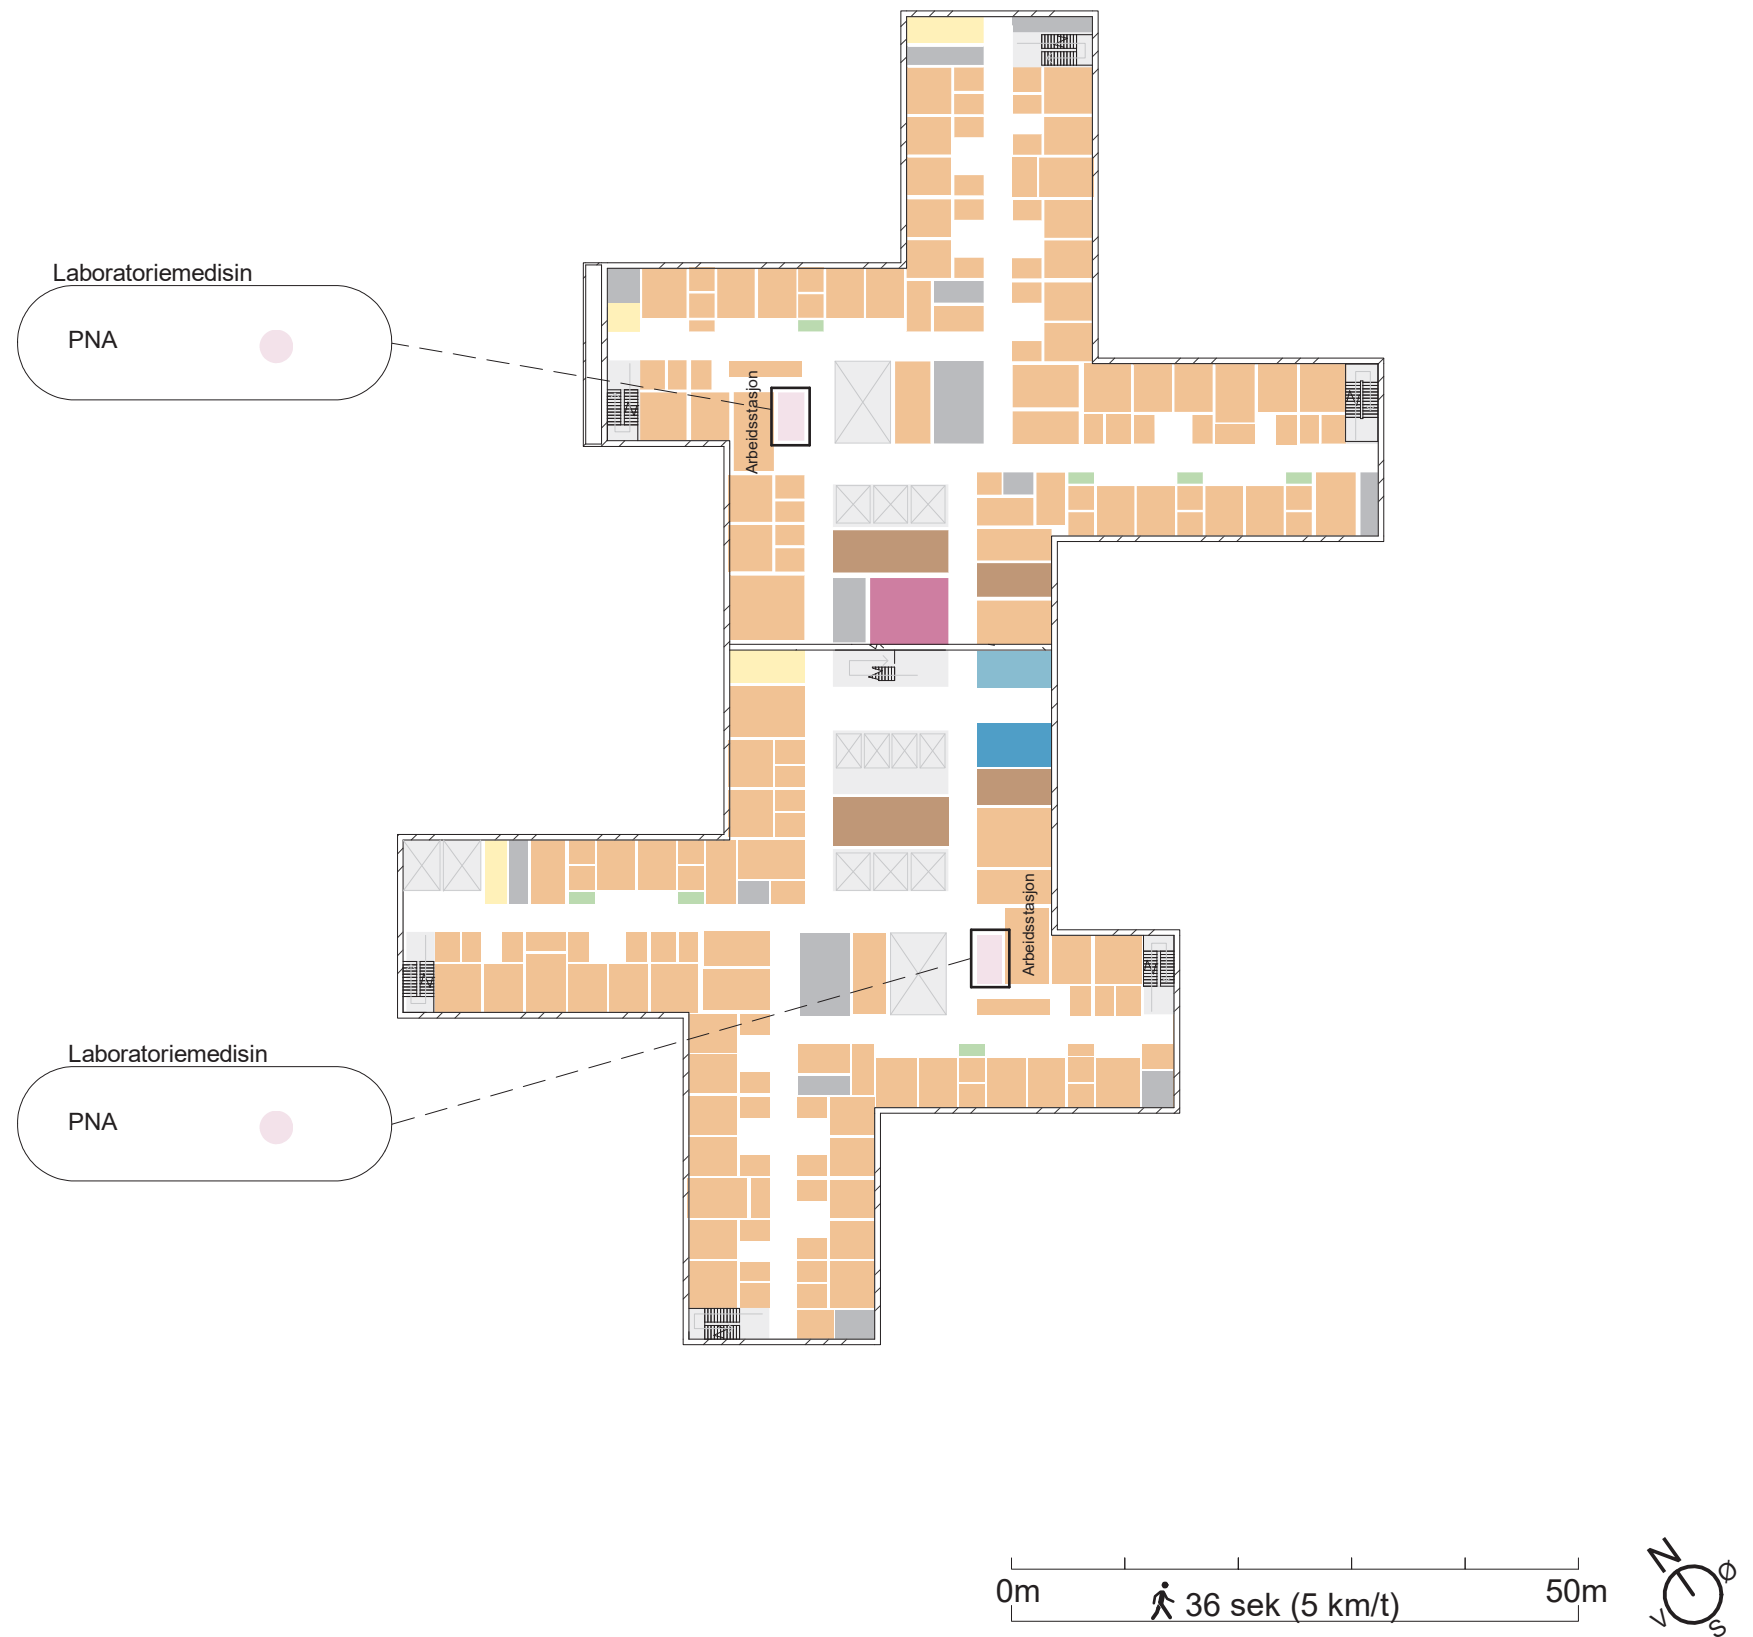 Laboratoriemedisin
PNA
Arbeidsstasjon
Arbeidsstasjon
Laboratoriemedisin
PNA
0m
50m
36 sek (5 km/t)
N
Ø
V
S